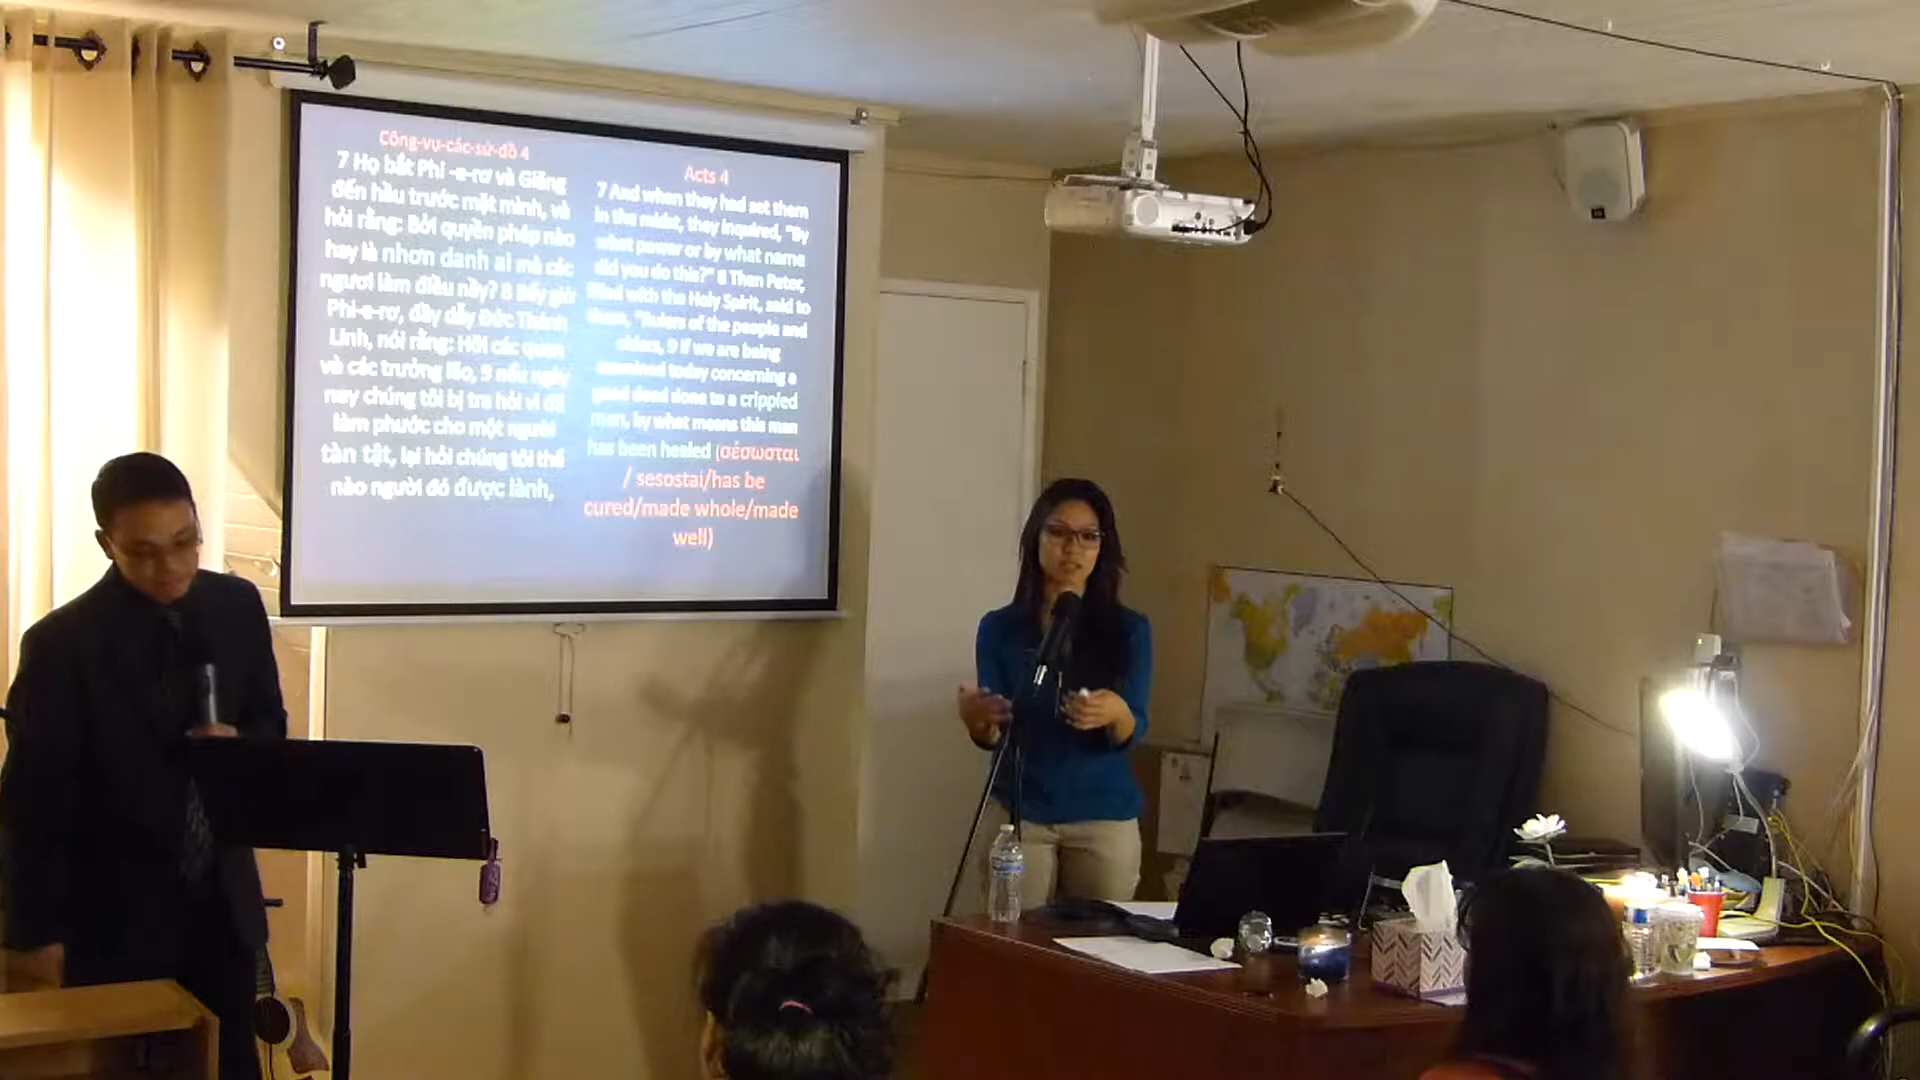 Công-vụ-các-sứ-đồ 4
7 Họ bắt Phi -e-rơ và Giăng
đến hầu trước mặt mình, và
hỏi rằng: Bởi quyền phép nào
hay là nhơn danh ai mà các
ngươi làm điều nầy? 8 Bấy giờ
Phi-e-rơ, đầy dẫy Đức Thánh
Linh, nói rằng: Hỡi các quan
và các trưởng lão, 9 nếu ngày
nay chúng tôi bị tra hỏi vì đã
làm phước cho một người
tàn tật, lại hỏi chúng tôi thể
nào người đó được lành,
Acts 4
7 And when they had set them
in the midst, they inquired, "By
what power or by what name
did you do this?" 8 Then Peter,
filled with the Holy Spirit, said to
them, "Rulers of the people and
elders, 9 if we are being
examined today concerning a
good deed done to a crippled
man, by what means this man
has been healed (σέσωσται
/ sesostai/has be
cured/made whole/made
well)